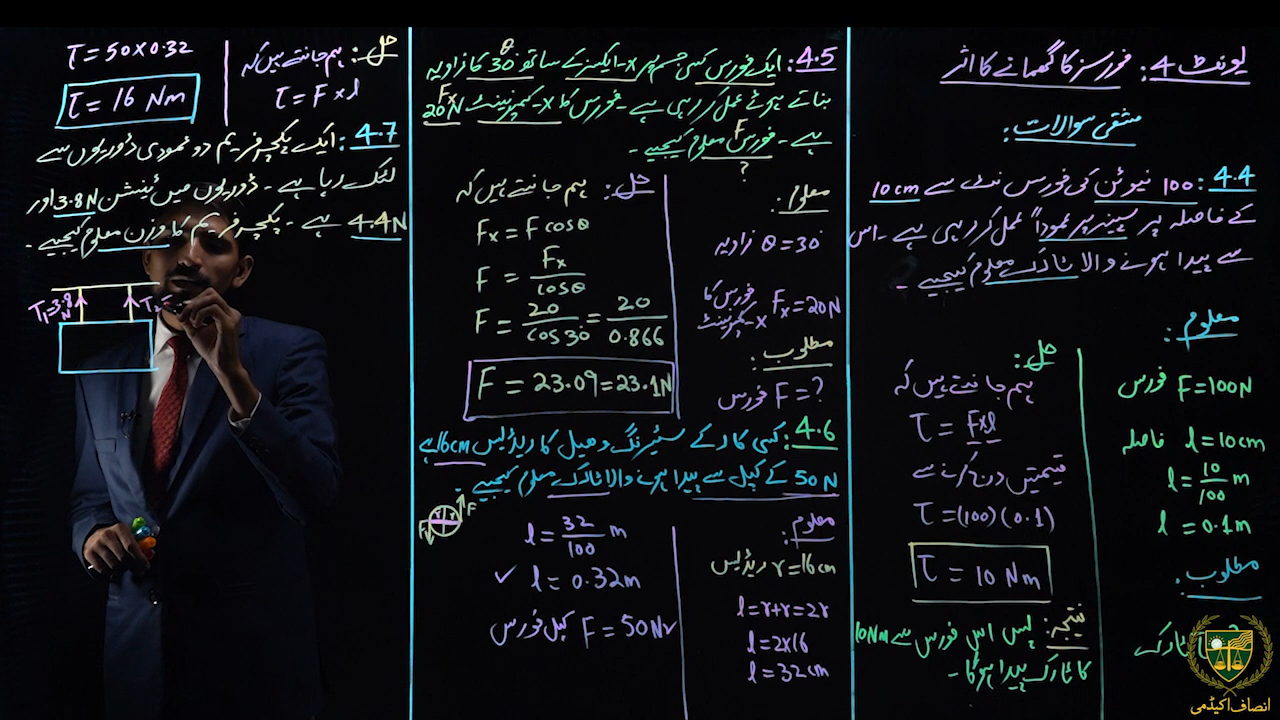 یونٹ 4: فورسز کا گھمانے کا اثر
مشقی سوالات:
4.4: 100 نیوٹن کی فورس نٹ سے 10cm
کے فاصلہ پر سپینر پر عموداً عمل کر رہی ہے۔ اس
سے پیدا ہونے والا ٹارک معلوم کیجیے۔
معلوم:
F=100N فورس
l=10cm فاصلہ
l=10/100 m
l=0.1m
مطلوب:
ٹارک
حل:
ہم جانتے ہیں کہ
τ=F×l
قیمتیں درج کرنے سے
τ=(100)(0.1)
τ=10 Nm
نتیجہ: پس اس فورس سے 10Nm
کا ٹارک پیدا ہوگا۔
4.5: ایک فورس کسی جسم پر x-ایکسز کے ساتھ 30° کا زاویہ
θ
بناتے ہوئے عمل کر رہی ہے۔ فورس کا x-کمپونینٹ 20N
Fx
ہے۔ فورس معلوم کیجیے۔
F
?
معلوم:
θ=30° زاویہ
فورس کا x-کمپونینٹ Fx=20N
مطلوب:
F=? فورس
حل: ہم جانتے ہیں کہ
Fx=F cosθ
F=Fx/cosθ
F=20/cos30°=20/0.866
F=23.09=23.1N
4.6: کسی کار کے سٹیرنگ وھیل کا ریڈیس 16cm ہے
50N کے کپل سے پیدا ہونے والا ٹارک معلوم کیجیے۔
F
r r
F
معلوم:
r=16cm ریڈیس
l=r+r=2r
l=2×16
l=32cm
l=32/100 m
✓ l=0.32m
F=50N✓ کپل فورس
حل: ہم جانتے ہیں کہ
τ=F×l
τ=50×0.32
τ=16 Nm
4.7: ایک پکچر فریم دو عمودی ڈوریوں سے
لٹک رہا ہے۔ ڈوریوں میں ٹینشن 3.8N اور
4.4N ہے۔ پکچر فریم کا وزن معلوم کیجیے۔
T₁=3.8N
T₂=
انصاف اکیڈمی